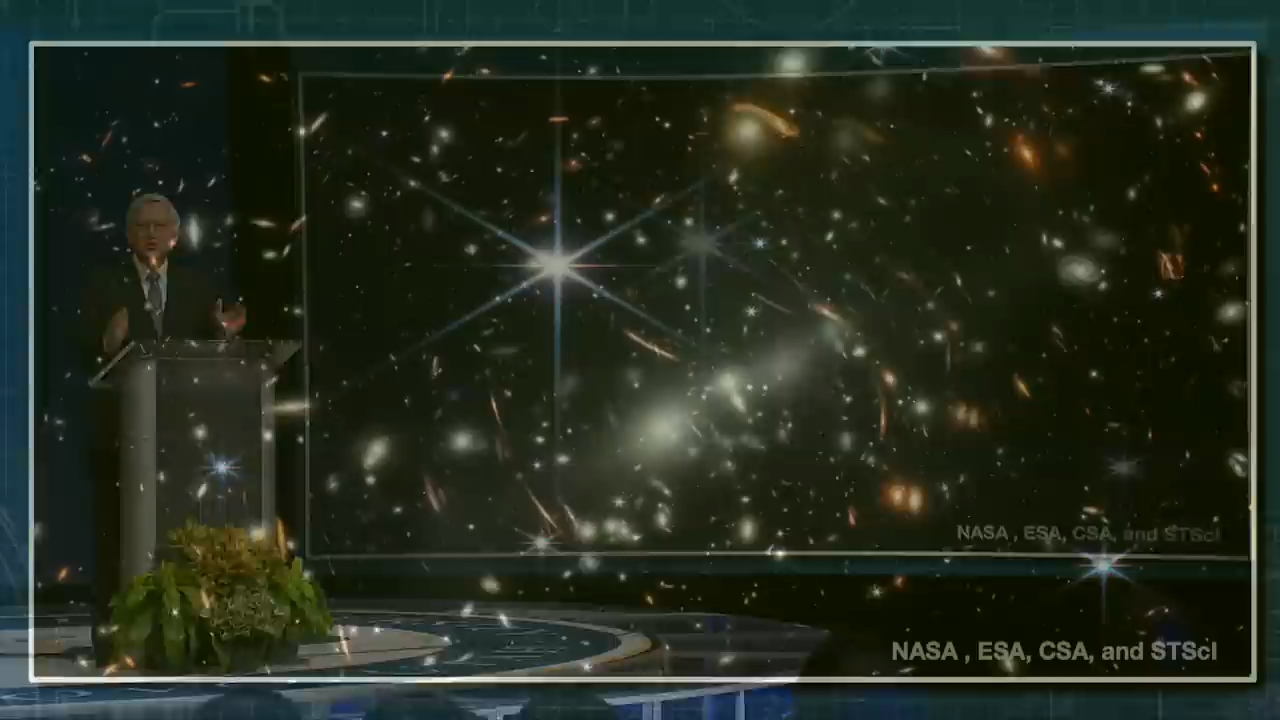 NASA , ESA, CSA, and STScI
NASA , ESA, CSA, and STScI